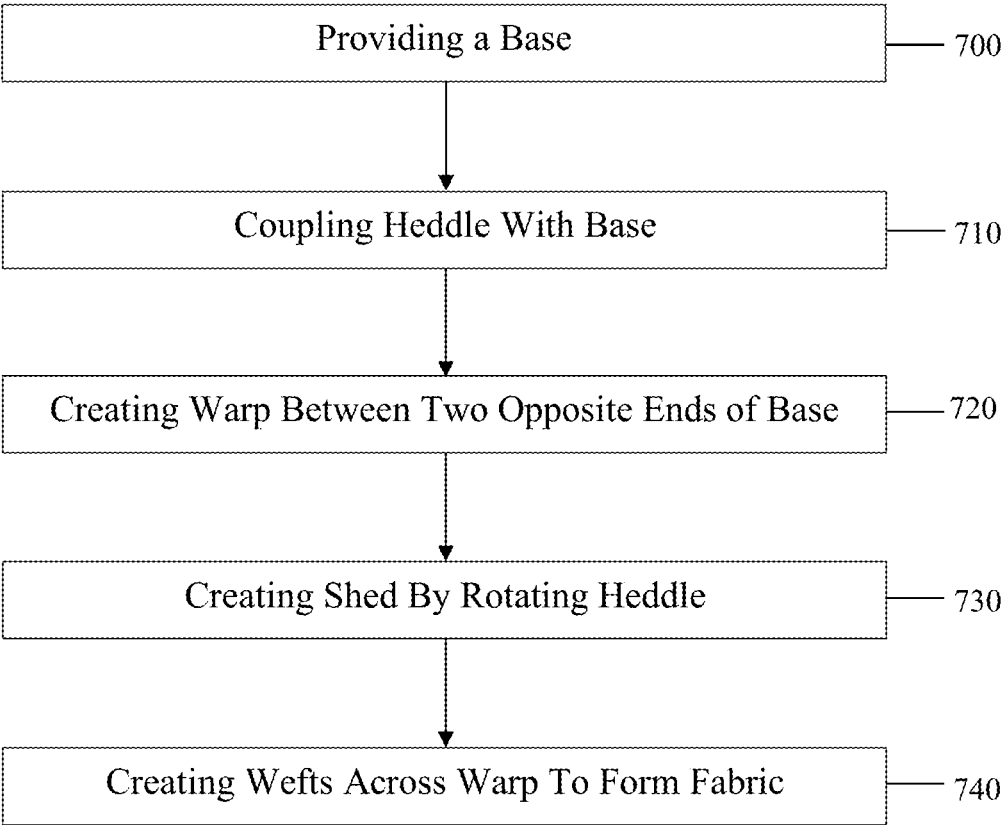 Providing a Base
700
Coupling Heddle With Base
710
Creating Warp Between Two Opposite Ends of Base
720
Creating Shed By Rotating Heddle
730
Creating Wefts Across Warp To Form Fabric
740